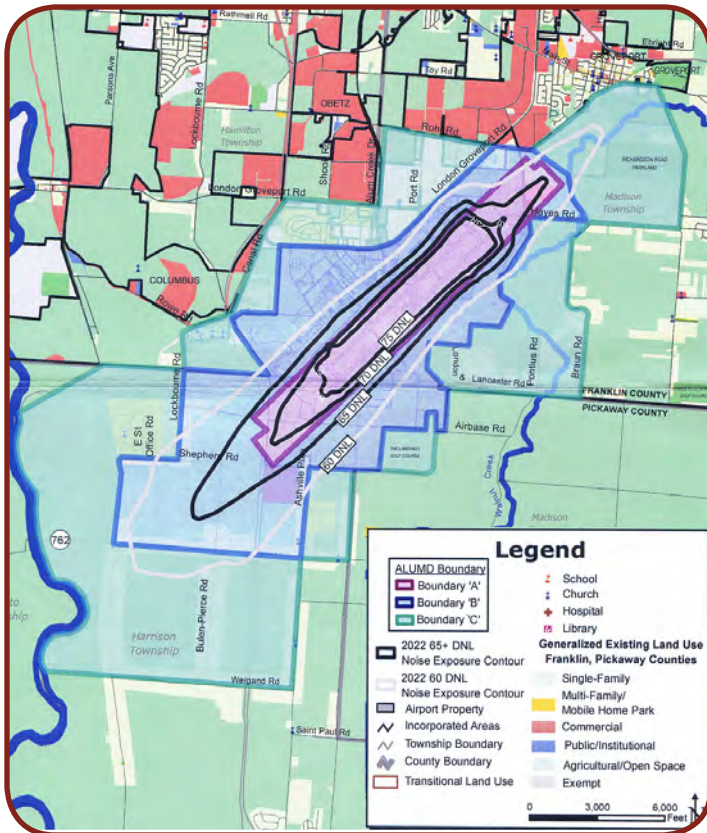 Rathmell Rd
Parsons Ave
Lockbourne Rd
Hamilton
Township
OBETZ
Shook Rd
Alum Creek Dr
Toy Rd
Rohr Rd
Ebright Rd
GROVEPORT
GROVEPORT
London Groveport Rd
London Groveport Rd
Port Rd
RICHARDSON ROAD
PARKLAND
Madison
Township
Hayes Rd
Canal Rd
COLUMBUS
Rowe Rd
75 DNL
70 DNL
65 DNL
60 DNL
London
& Lancaster Rd
Pontius Rd
Braun Rd
FRANKLIN COUNTY
PICKAWAY COUNTY
Lockbourne Rd
E St
Office Rd
Shepherd Rd
Ashville Pike
Airbase Rd
GOLF COURSE
Walnut Creek
Madison
762
Bulen-Pierce Rd
Harrison
Township
Weigand Rd
Saint Paul Rd
Legend
ALUMD Boundary
Boundary 'A'
Boundary 'B'
Boundary 'C'
2022 65+ DNL
Noise Exposure Contour
2022 60 DNL
Noise Exposure Contour
Airport Property
Incorporated Areas
Township Boundary
County Boundary
Transitional Land Use
School
Church
Hospital
Library
Generalized Existing Land Use
Franklin, Pickaway Counties
Single-Family
Multi-Family/
Mobile Home Park
Commercial
Public/Institutional
Agricultural/Open Space
Exempt
0 3,000 6,000
Feet
N